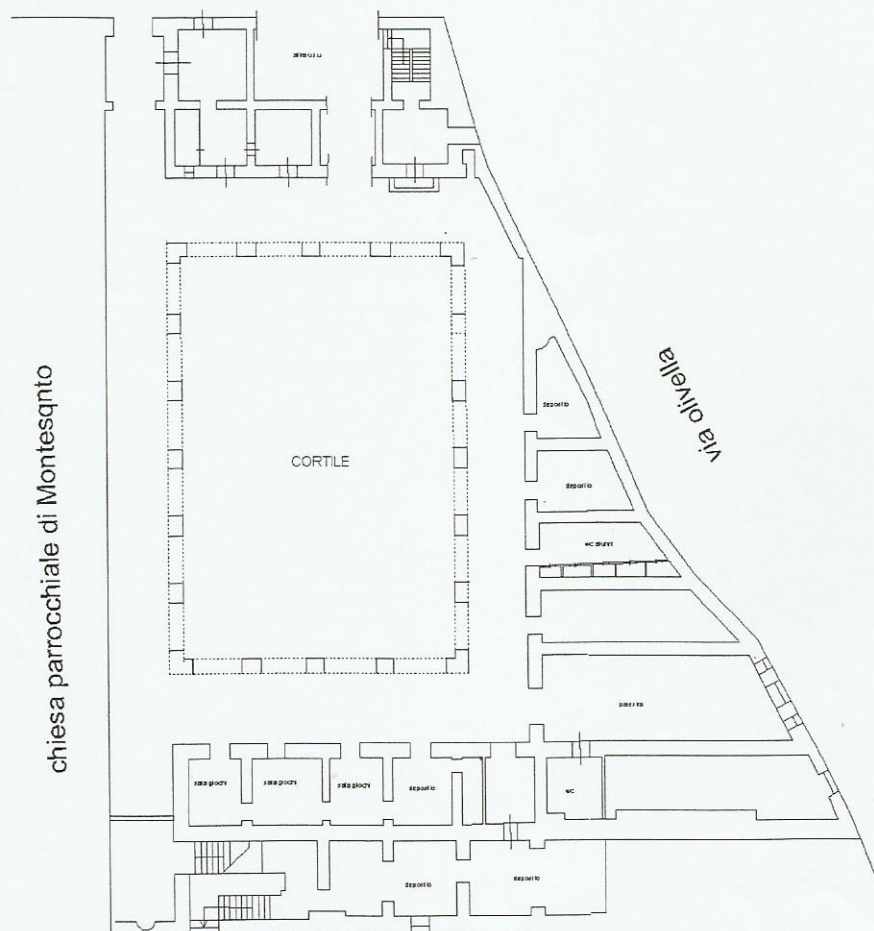 CORTILE
chiesa parrocchiale di Montesqnto
via olivella
deposito
deposito
wc alunni
palestra
sala giochi
sala giochi
sala giochi
deposito
wc
deposito
deposito